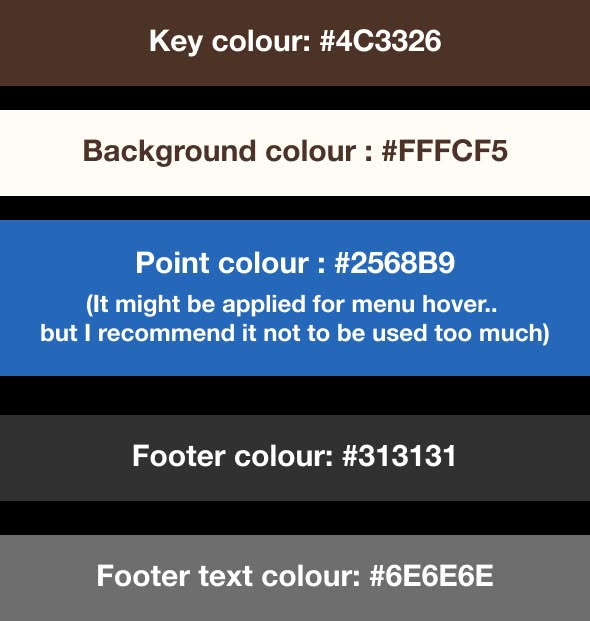 Key colour: #4C3326
Background colour : #FFFCF5
Point colour : #2568B9
(It might be applied for menu hover..
but I recommend it not to be used too much)
Footer colour: #313131
Footer text colour: #6E6E6E